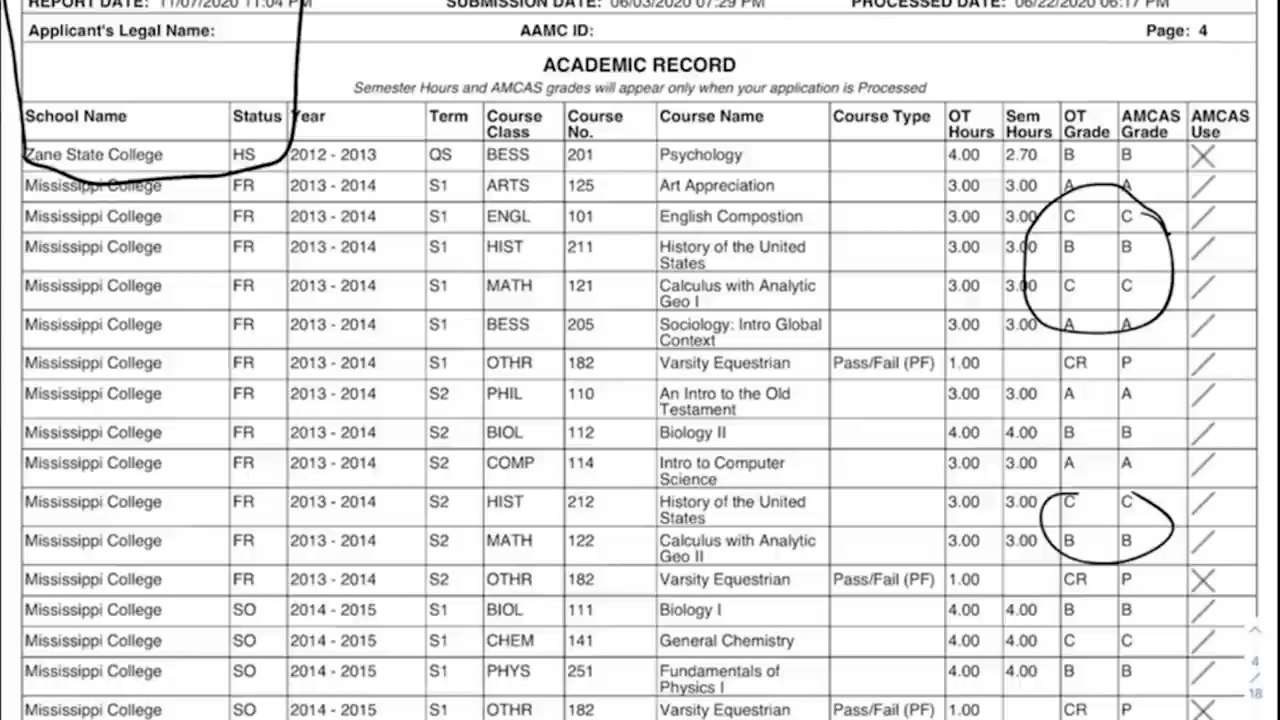 REPORT DATE: 11/07/2020 11:04 PM SUBMISSION DATE: 06/03/2020 07:29 PM PROCESSED DATE: 06/22/2020 06:17 PM
Applicant's Legal Name: AAMC ID: Page: 4
ACADEMIC RECORD
Semester Hours and AMCAS grades will appear only when your application is Processed
School Name Status Year Term Course Course Course Name Course Type OT Sem OT AMCAS AMCAS
Class No. Hours Hours Grade Grade Use
Zane State College HS 2012 - 2013 QS BESS 201 Psychology 4.00 2.70 B B
Mississippi College FR 2013 - 2014 S1 ARTS 125 Art Appreciation 3.00 3.00 A A
Mississippi College FR 2013 - 2014 S1 ENGL 101 English Compostion 3.00 3.00 C C
Mississippi College FR 2013 - 2014 S1 HIST 211 History of the United 3.00 3.00 B B
States
Mississippi College FR 2013 - 2014 S1 MATH 121 Calculus with Analytic 3.00 3.00 C C
Geo I
Mississippi College FR 2013 - 2014 S1 BESS 205 Sociology: Intro Global 3.00 3.00 A A
Context
Mississippi College FR 2013 - 2014 S1 OTHR 182 Varsity Equestrian Pass/Fail (PF) 1.00 CR P
Mississippi College FR 2013 - 2014 S2 PHIL 110 An Intro to the Old 3.00 3.00 A A
Testament
Mississippi College FR 2013 - 2014 S2 BIOL 112 Biology II 4.00 4.00 B B
Mississippi College FR 2013 - 2014 S2 COMP 114 Intro to Computer 3.00 3.00 A A
Science
Mississippi College FR 2013 - 2014 S2 HIST 212 History of the United 3.00 3.00 C C
States
Mississippi College FR 2013 - 2014 S2 MATH 122 Calculus with Analytic 3.00 3.00 B B
Geo II
Mississippi College FR 2013 - 2014 S2 OTHR 182 Varsity Equestrian Pass/Fail (PF) 1.00 CR P
Mississippi College SO 2014 - 2015 S1 BIOL 111 Biology I 4.00 4.00 B B
Mississippi College SO 2014 - 2015 S1 CHEM 141 General Chemistry 4.00 4.00 C C
Mississippi College SO 2014 - 2015 S1 PHYS 251 Fundamentals of 4.00 4.00 B B
Physics I
Mississippi College SO 2014 - 2015 S1 OTHR 182 Varsity Equestrian Pass/Fail (PF) 1.00 CR P
4
/
18